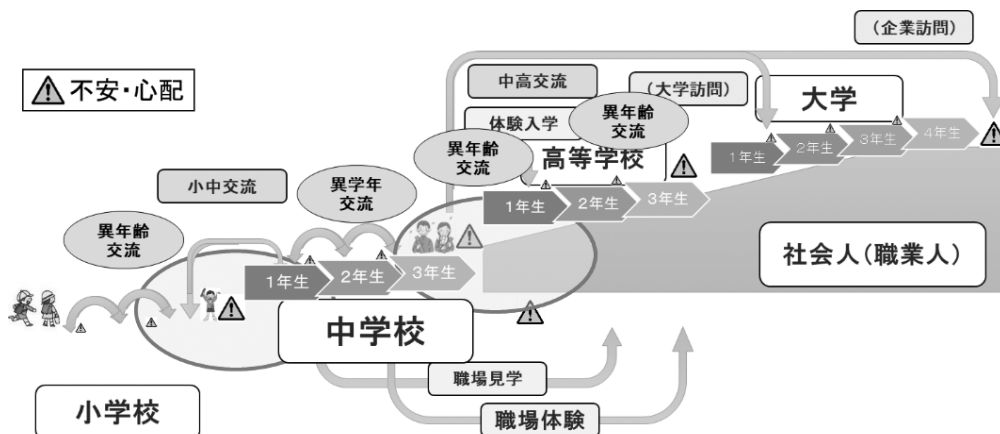 (企業訪問)
不安・心配
中高交流
(大学訪問)
大学
体験入学
異年齢
交流
異年齢
交流
高等学校
1年生
2年生
3年生
4年生
小中交流
異学年
交流
1年生
2年生
3年生
異年齢
交流
社会人(職業人)
1年生
2年生
3年生
中学校
職場見学
小学校
職場体験